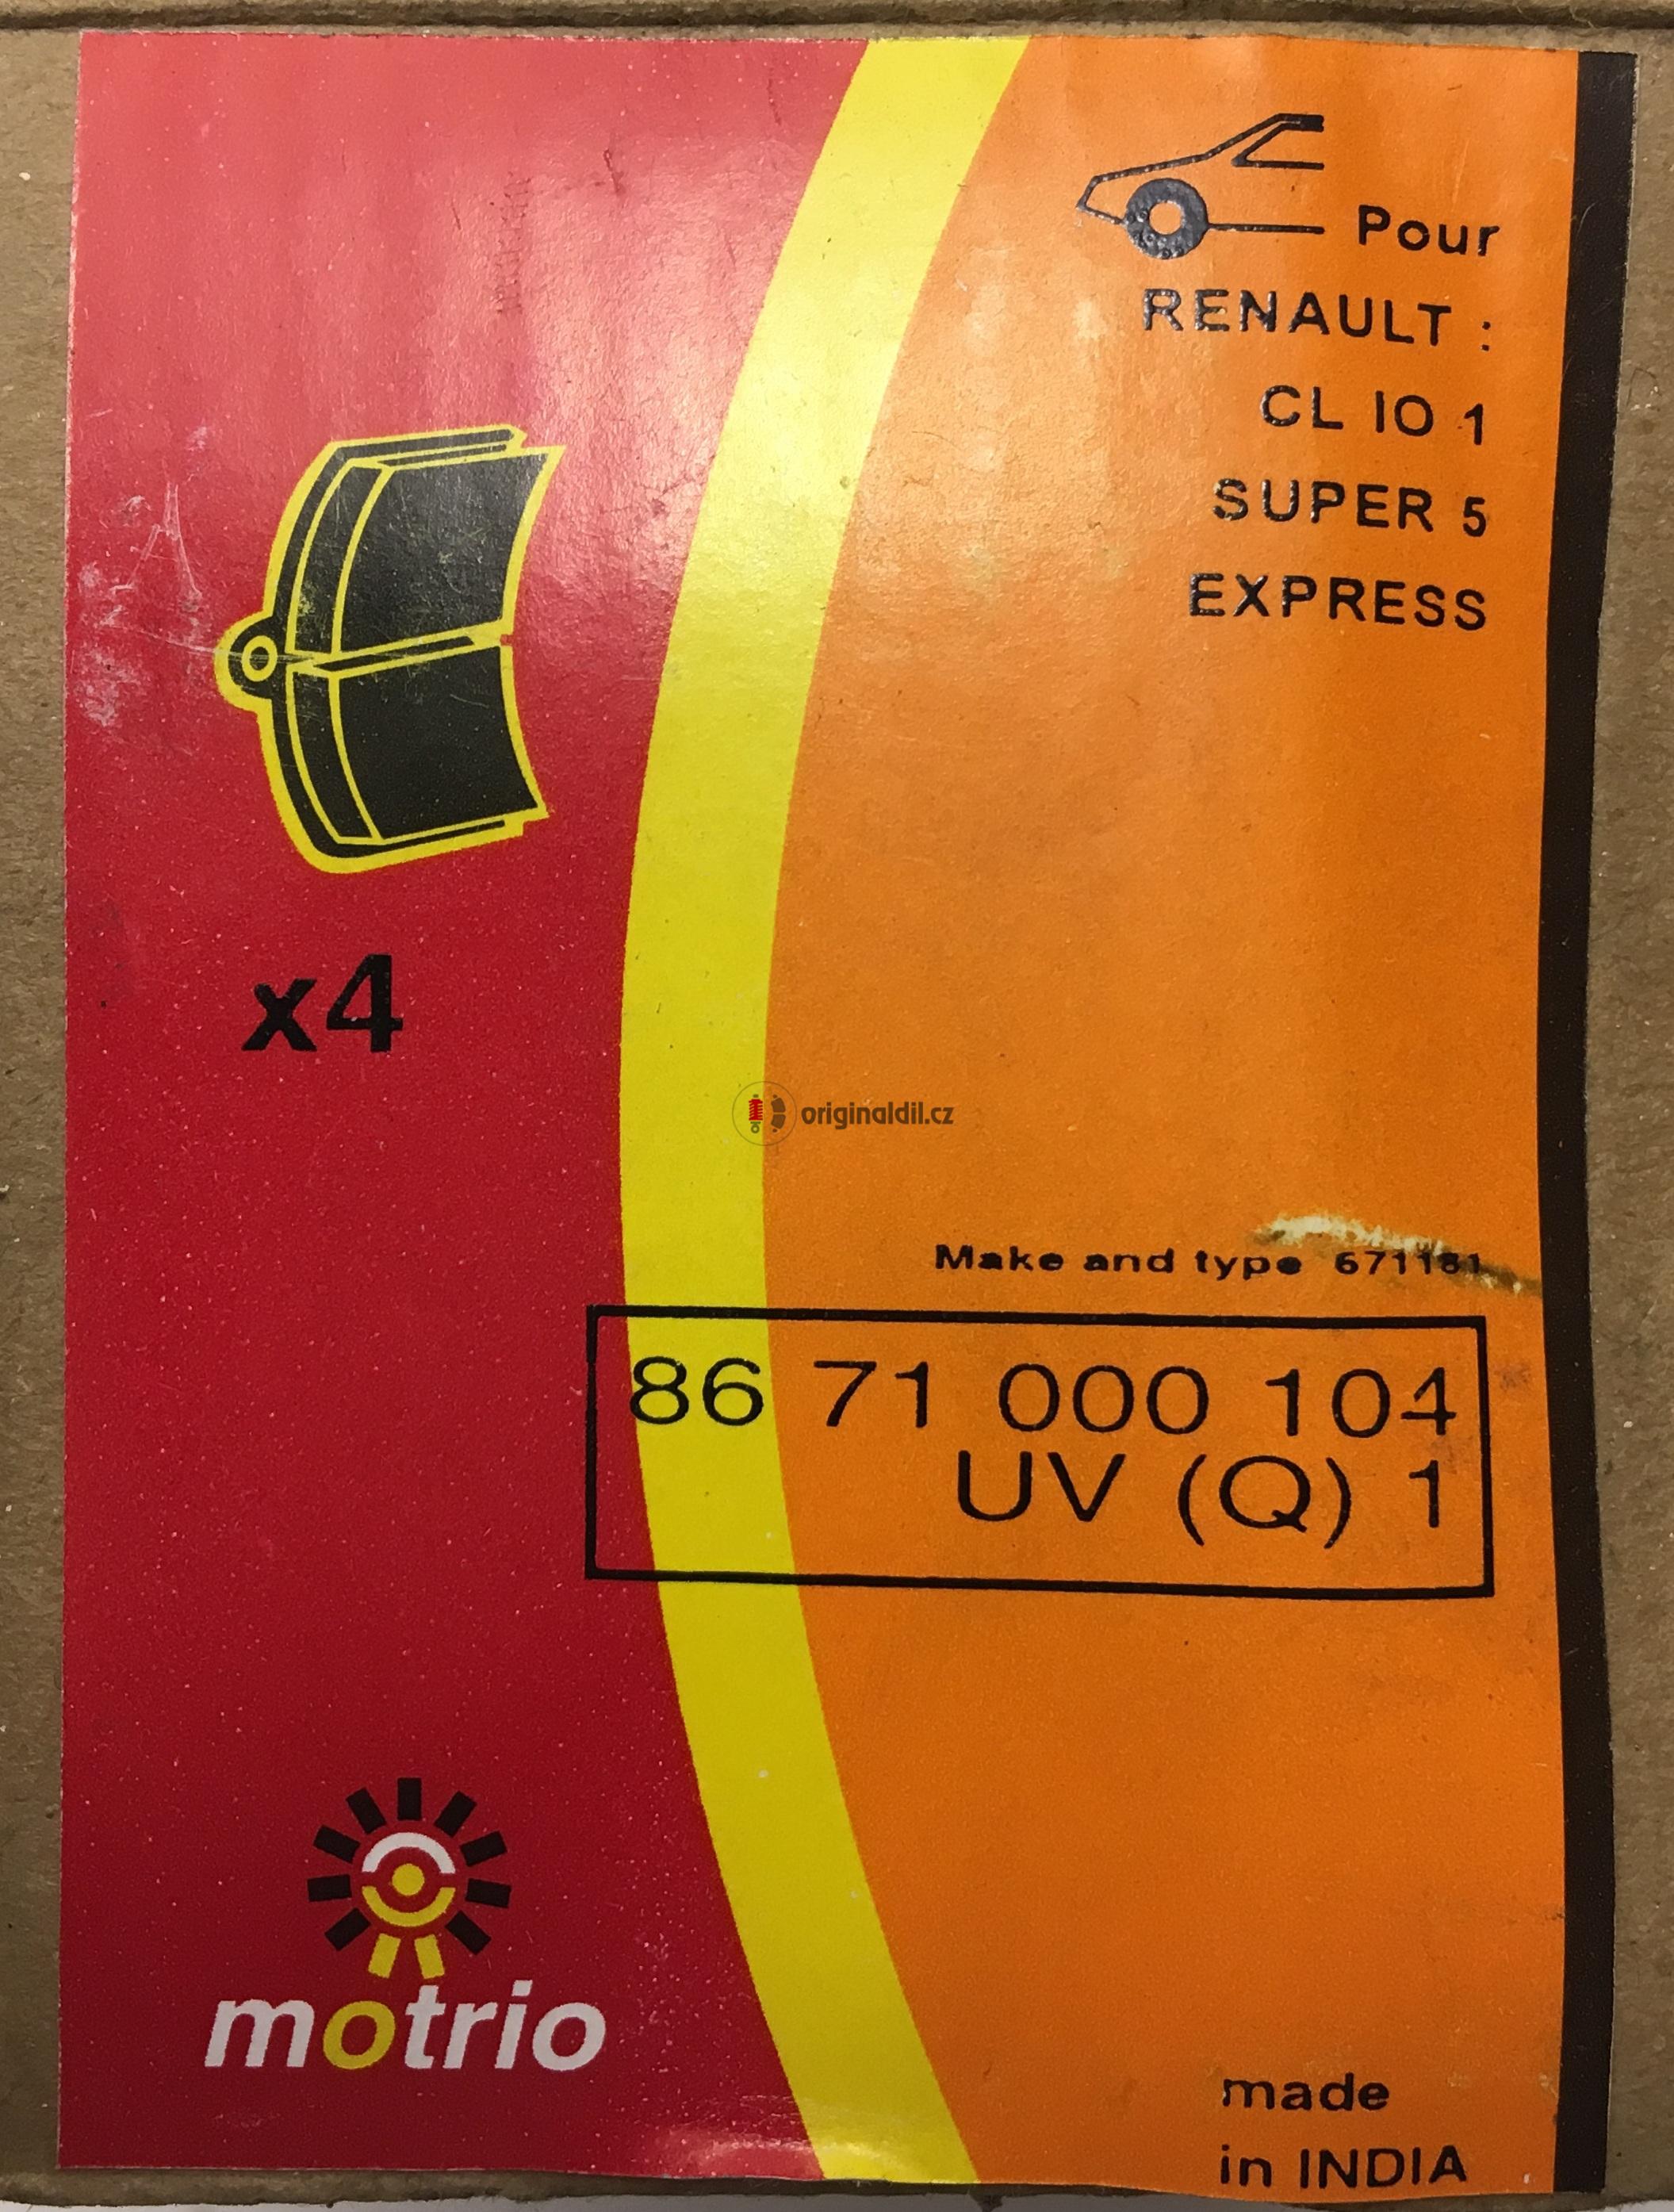 Pour
RENAULT :
CL IO 1
SUPER 5
EXPRESS
x4
originaldil.cz
Make and type 671181
86 71 000 104
UV (Q) 1
motrio
made
in INDIA